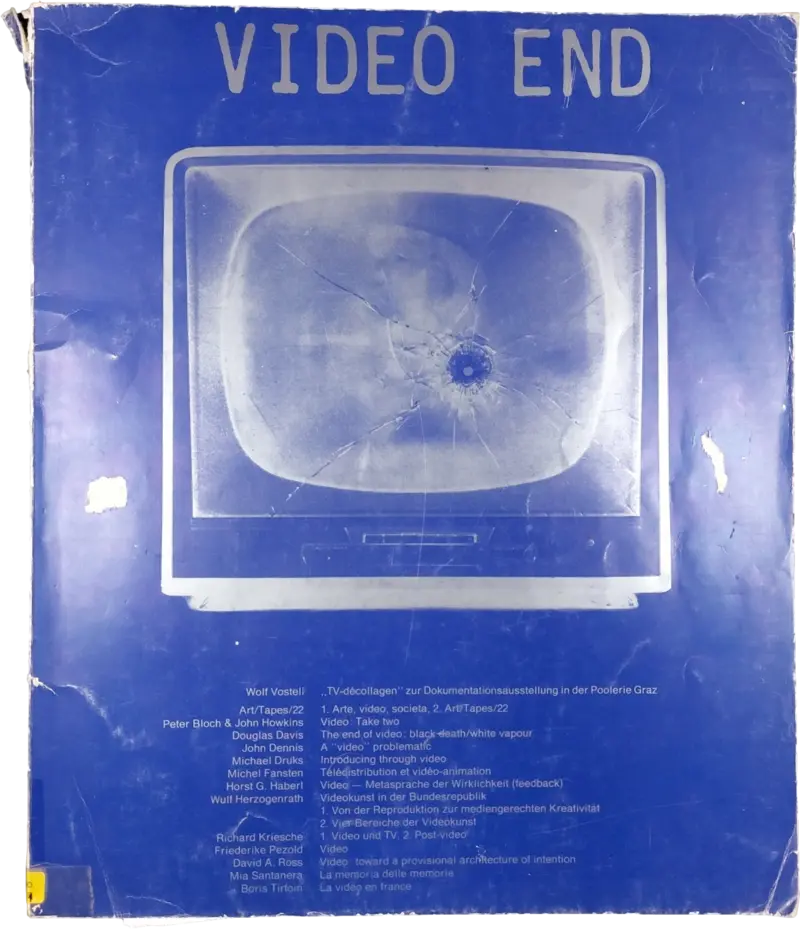 VIDEO END
Wolf Vostell „TV-décollagen" zur Dokumentationsausstellung in der Poolerie Graz
Art/Tapes/22 1. Arte, video, societa, 2. Art/Tapes/22
Peter Bloch & John Howkins Video: Take two
Douglas Davis The end of video: black death/white vapour
John Dennis A "video" problematic
Michael Druks Introducing through video
Michel Fansten Télédistribution et vidéo-animation
Horst G. Haberl Video — Metasprache der Wirklichkeit (feedback)
Wulf Herzogenrath Videokunst in der Bundesrepublik
1. Von der Reproduktion zur mediengerechten Kreativität
2. Vier Bereiche der Videokunst
Richard Kriesche 1. Video und TV, 2. Post-video
Friederike Pezold Video
David A. Ross Video: toward a provisional architecture of intention
Mia Santanera La memoria delle memorie
Boris Tirtom La vidéo en france